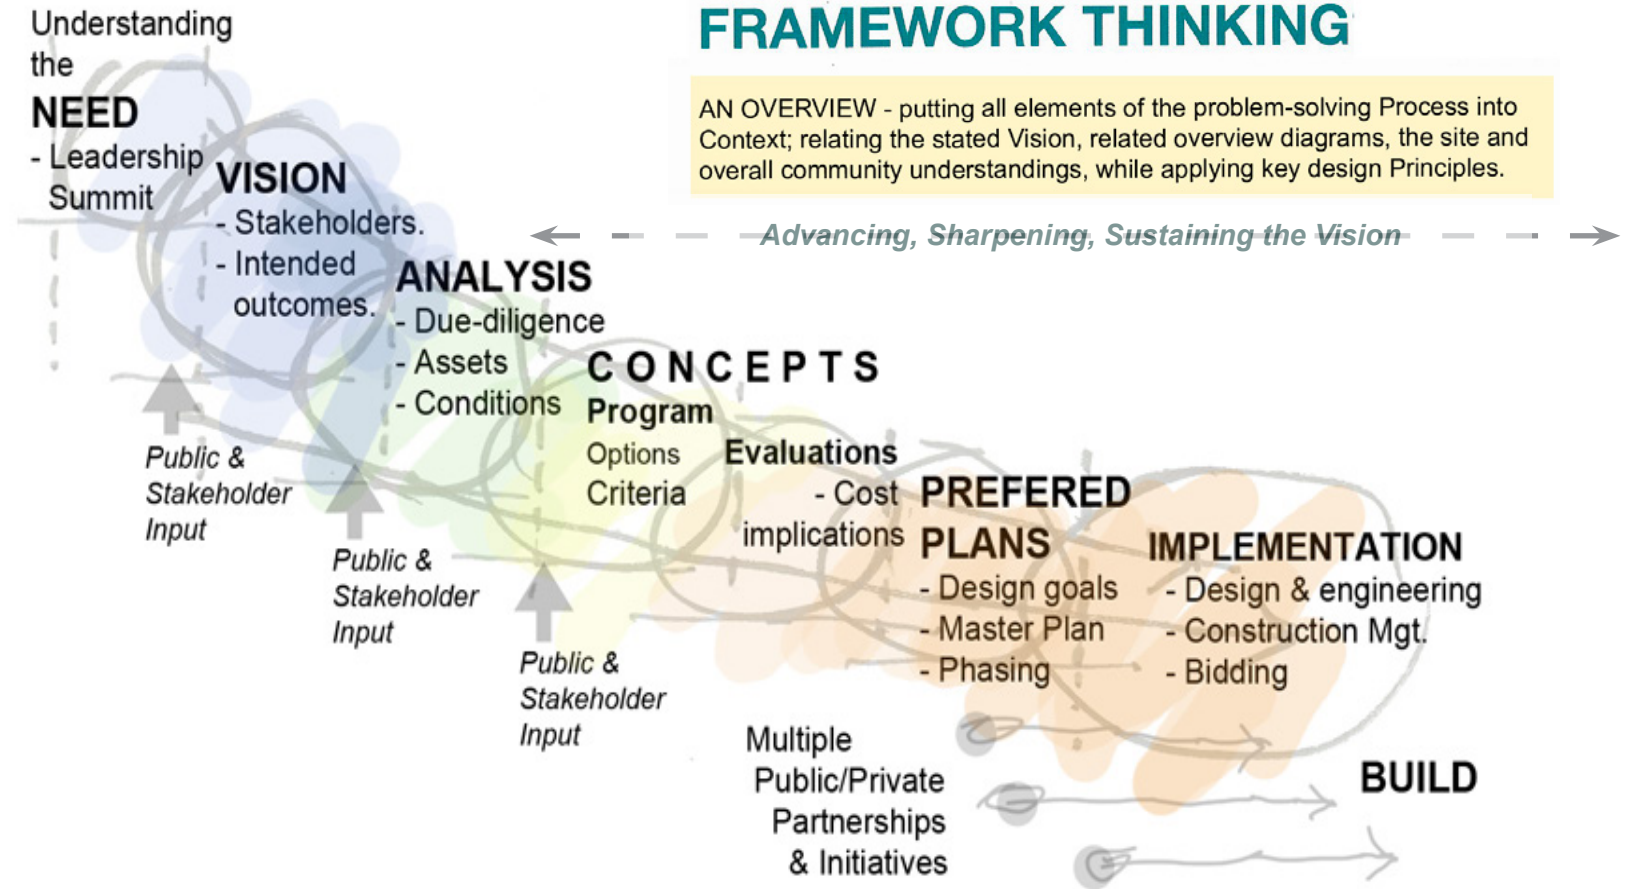 FRAMEWORK THINKING
AN OVERVIEW - putting all elements of the problem-solving Process into
Context; relating the stated Vision, related overview diagrams, the site and
overall community understandings, while applying key design Principles.
Advancing, Sharpening, Sustaining the Vision
Understanding
the
NEED
- Leadership
Summit
VISION
- Stakeholders.
- Intended
outcomes.
ANALYSIS
- Due-diligence
- Assets
- Conditions
CONCEPTS
Program
Options
Criteria
Evaluations
- Cost
implications
PREFERED
PLANS
- Design goals
- Master Plan
- Phasing
IMPLEMENTATION
- Design & engineering
- Construction Mgt.
- Bidding
Public &
Stakeholder
Input
Public &
Stakeholder
Input
Public &
Stakeholder
Input
Multiple
Public/Private
Partnerships
& Initiatives
BUILD